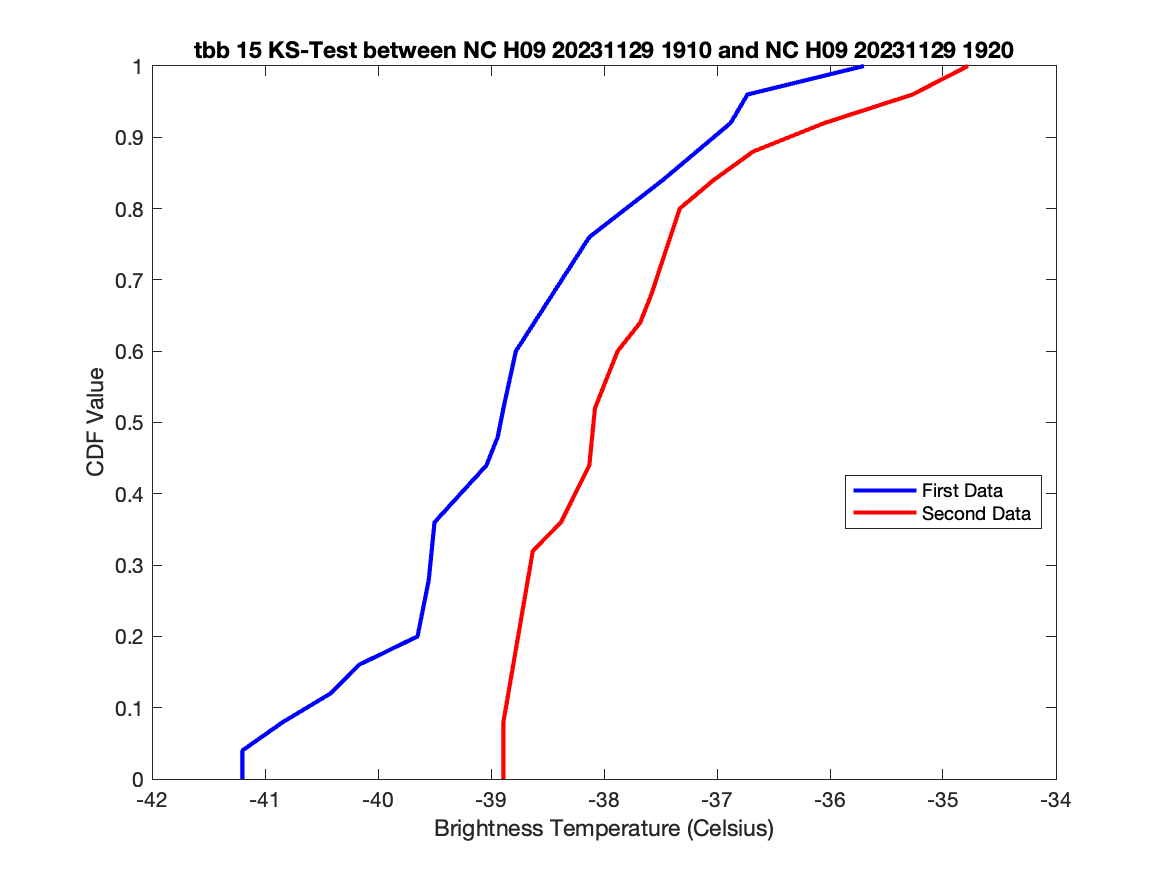 tbb 15 KS-Test between NC H09 20231129 1910 and NC H09 20231129 1920
1
0.9
0.8
0.7
0.6
0.5
0.4
0.3
0.2
0.1
0
CDF Value
First Data
Second Data
-42 -41 -40 -39 -38 -37 -36 -35 -34
Brightness Temperature (Celsius)